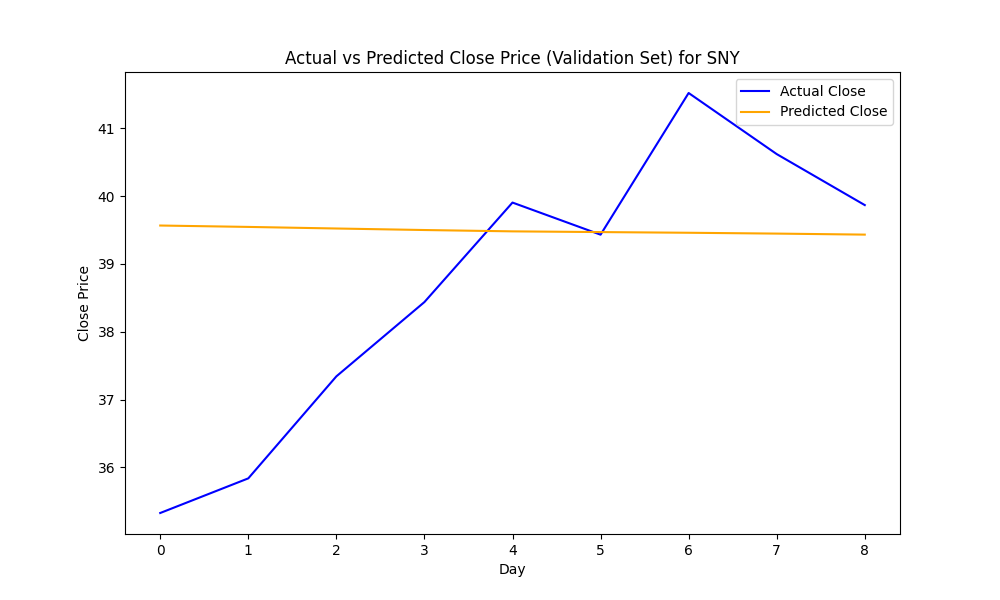 Actual vs Predicted Close Price (Validation Set) for SNY
Actual Close
Predicted Close
Close Price
41
40
39
38
37
36
0 1 2 3 4 5 6 7 8
Day